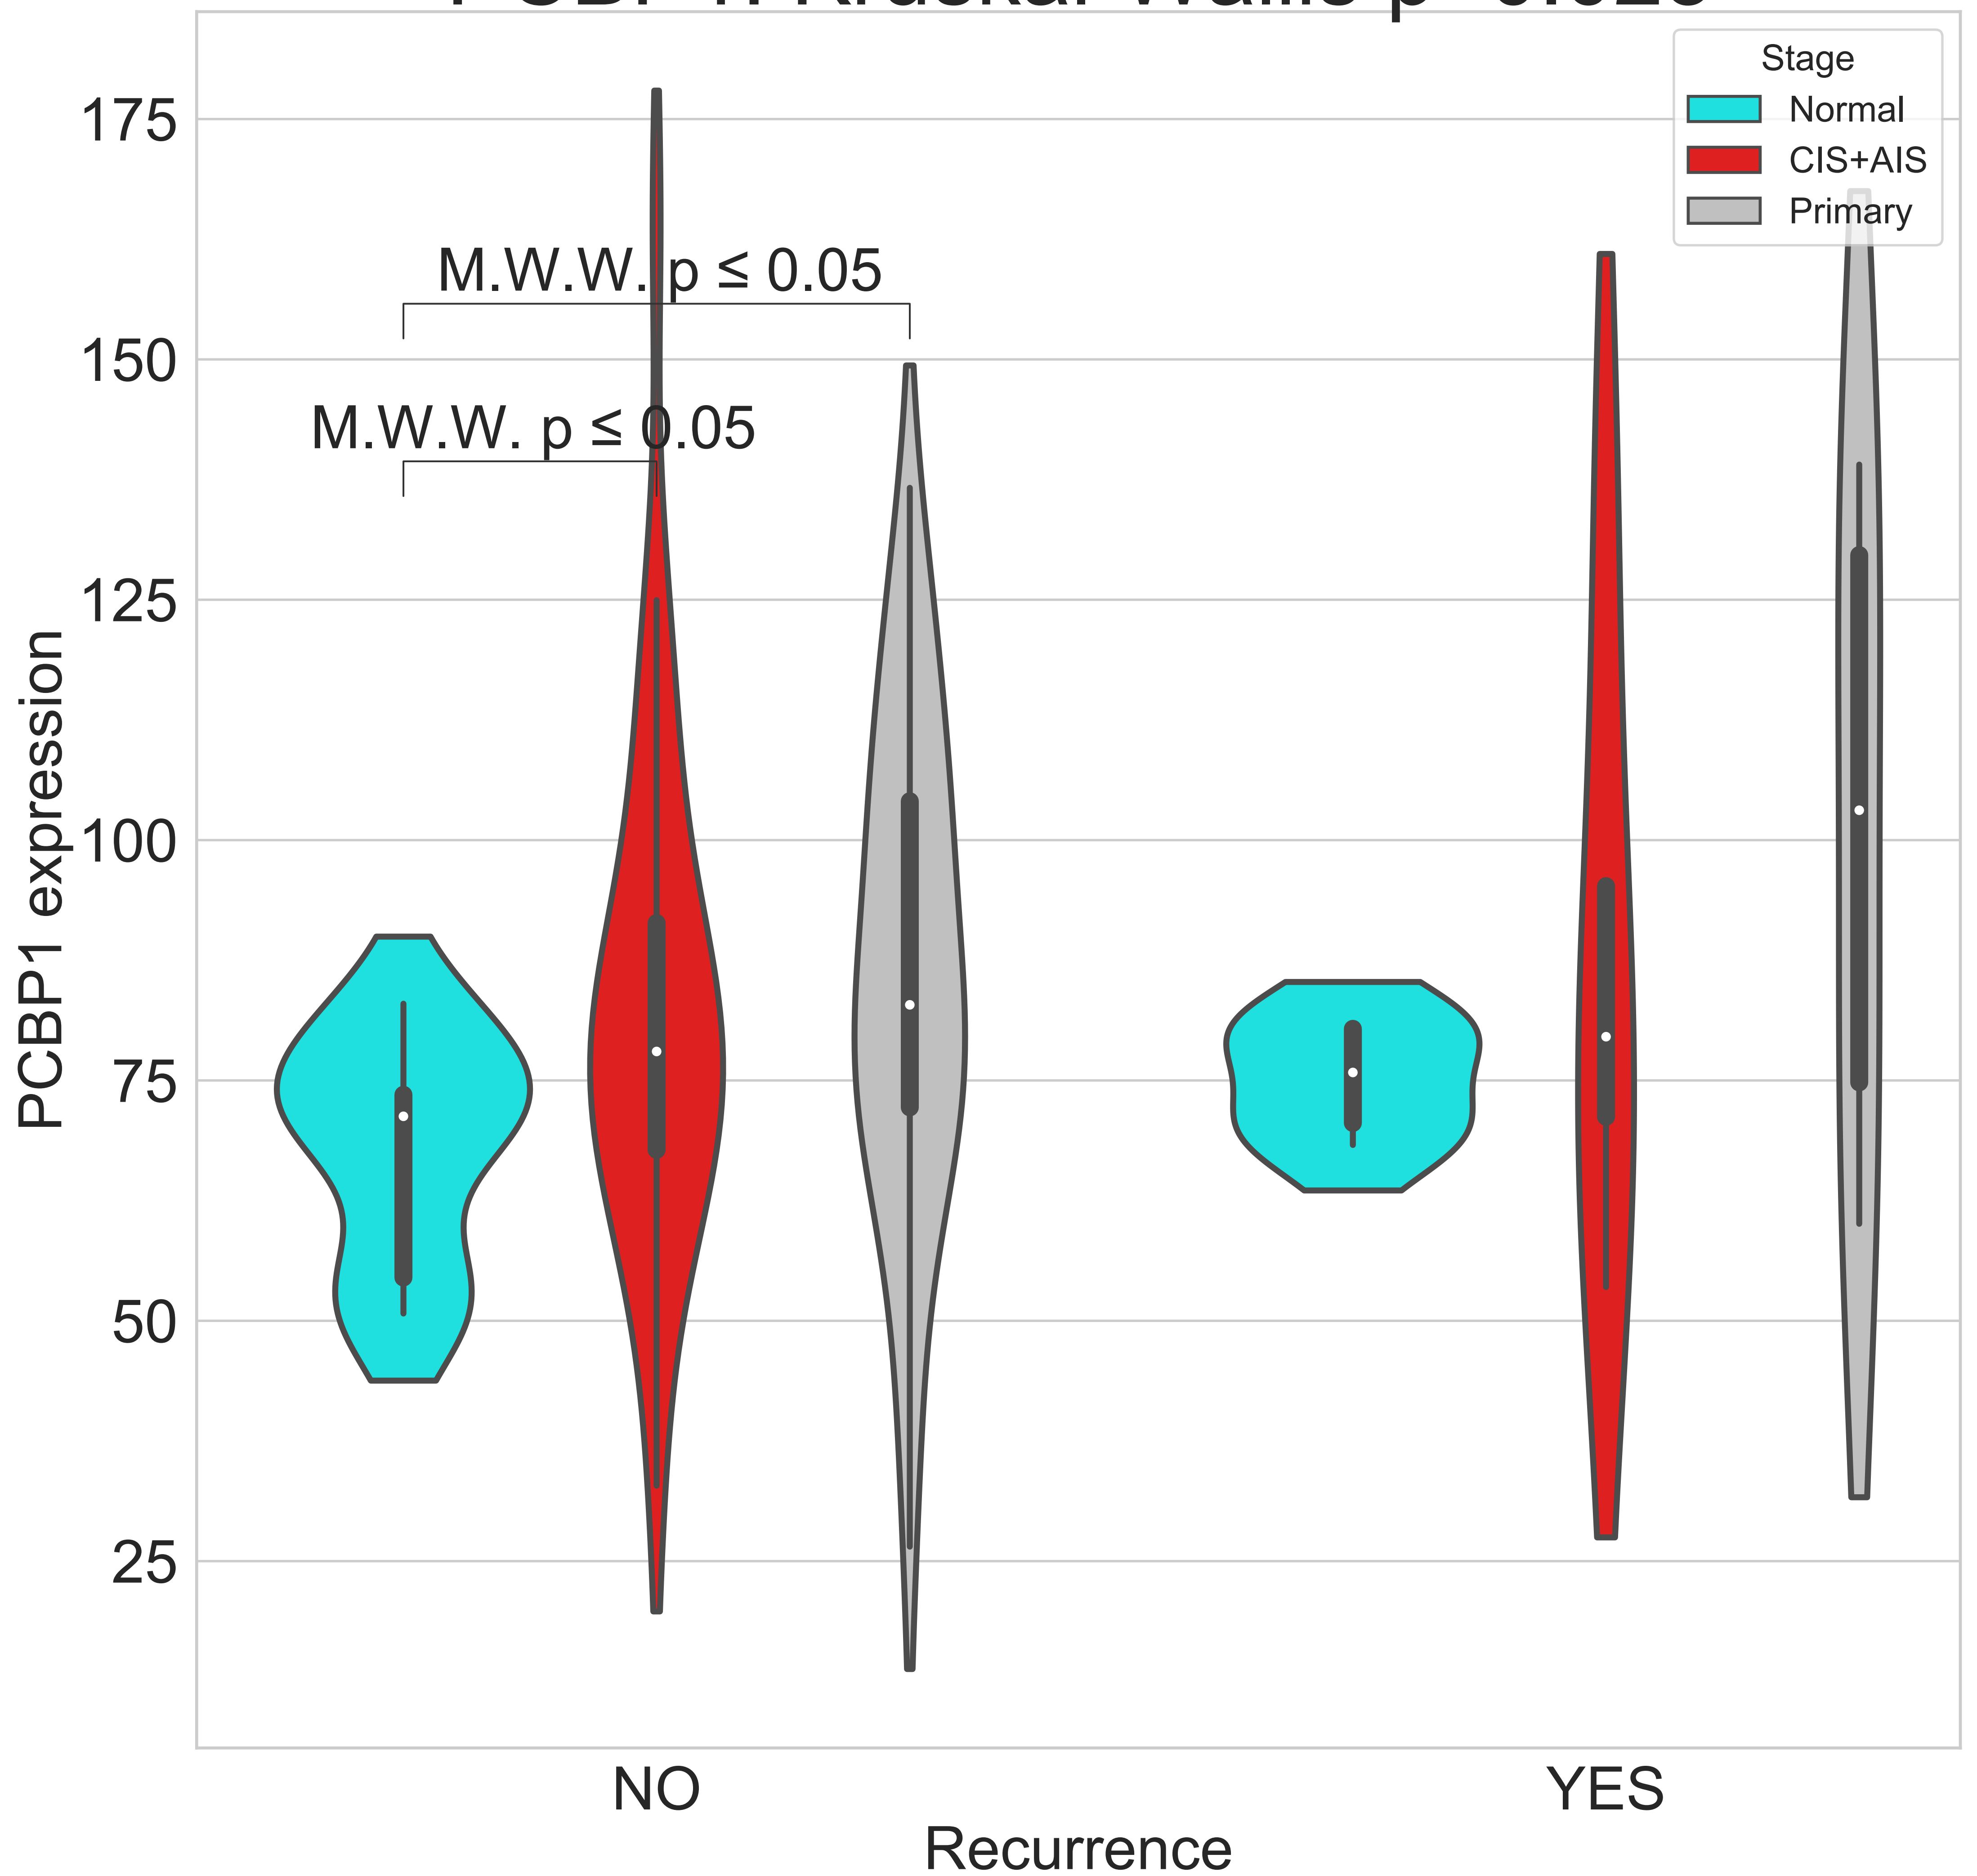 Stage
Normal
CIS+AIS
Primary
M.W.W. p ≤ 0.05
M.W.W. p ≤ 0.05
175
150
125
100
75
50
25
PCBP1 expression
NO
YES
Recurrence